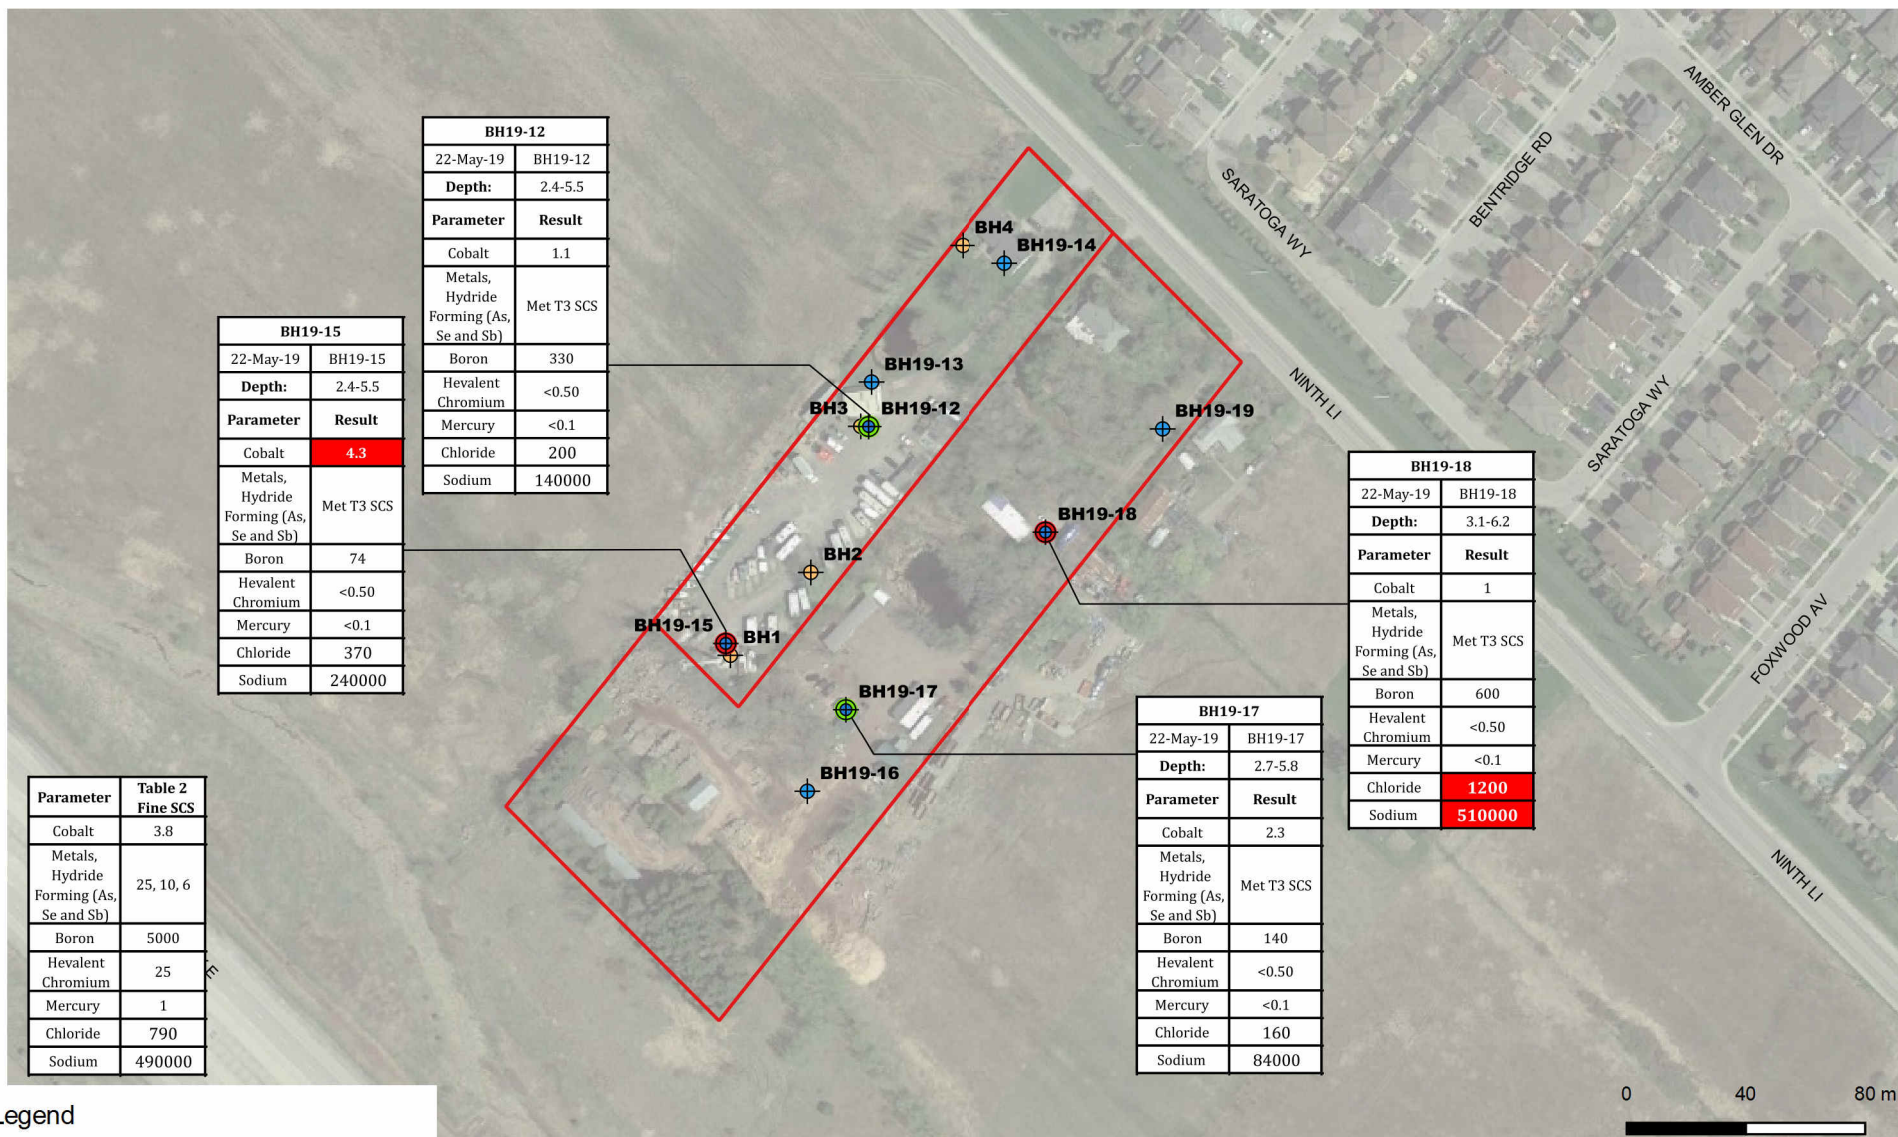 BH19-12
22-May-19 BH19-12
Depth: 2.4-5.5
Parameter Result
Cobalt 1.1
Metals,
Hydride
Forming (As,
Se and Sb)
Met T3 SCS
Boron 330
Hevalent
Chromium
<0.50
Mercury <0.1
Chloride 200
Sodium 140000
BH19-15
22-May-19 BH19-15
Depth: 2.4-5.5
Parameter Result
Cobalt 4.3
Metals,
Hydride
Forming (As,
Se and Sb)
Met T3 SCS
Boron 74
Hevalent
Chromium
<0.50
Mercury <0.1
Chloride 370
Sodium 240000
Parameter
Table 2
Fine SCS
Cobalt 3.8
Metals,
Hydride
Forming (As,
Se and Sb)
25, 10, 6
Boron 5000
Hevalent
Chromium
25
Mercury 1
Chloride 790
Sodium 490000
BH4
BH19-14
BH19-13
BH3
BH19-12
BH19-19
BH19-18
BH2
BH19-15
BH1
BH19-17
BH19-16
AMBER GLEN DR
BENTRIDGE RD
SARATOGA WY
NINTH LI
SARATOGA WY
FOXWOOD AV
NINTH LI
BH19-18
22-May-19 BH19-18
Depth: 3.1-6.2
Parameter Result
Cobalt 1
Metals,
Hydride
Forming (As,
Se and Sb)
Met T3 SCS
Boron 600
Hevalent
Chromium
<0.50
Mercury <0.1
Chloride 1200
Sodium 510000
BH19-17
22-May-19 BH19-17
Depth: 2.7-5.8
Parameter Result
Cobalt 2.3
Metals,
Hydride
Forming (As,
Se and Sb)
Met T3 SCS
Boron 140
Hevalent
Chromium
<0.50
Mercury <0.1
Chloride 160
Sodium 84000
0 40 80 m
Legend